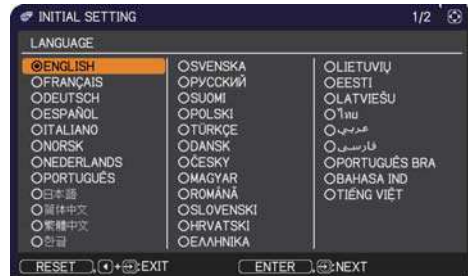 INITIAL SETTING 1/2
LANGUAGE
ENGLISH
FRANÇAIS
DEUTSCH
ESPAÑOL
ITALIANO
NORSK
NEDERLANDS
PORTUGUÊS
日本語
简体中文
繁體中文
한글
SVENSKA
РУССКИЙ
SUOMI
POLSKI
TÜRKÇE
DANSK
ČESKY
MAGYAR
ROMÂNĂ
SLOVENSKI
HRVATSKI
ΕΛΛΗΝΙΚΑ
LIETUVIŲ
EESTI
LATVIEŠU
ไทย
عربي
فارسی
PORTUGUÊS BRA
BAHASA IND
TIẾNG VIỆT
RESET , + :EXIT ENTER , :NEXT